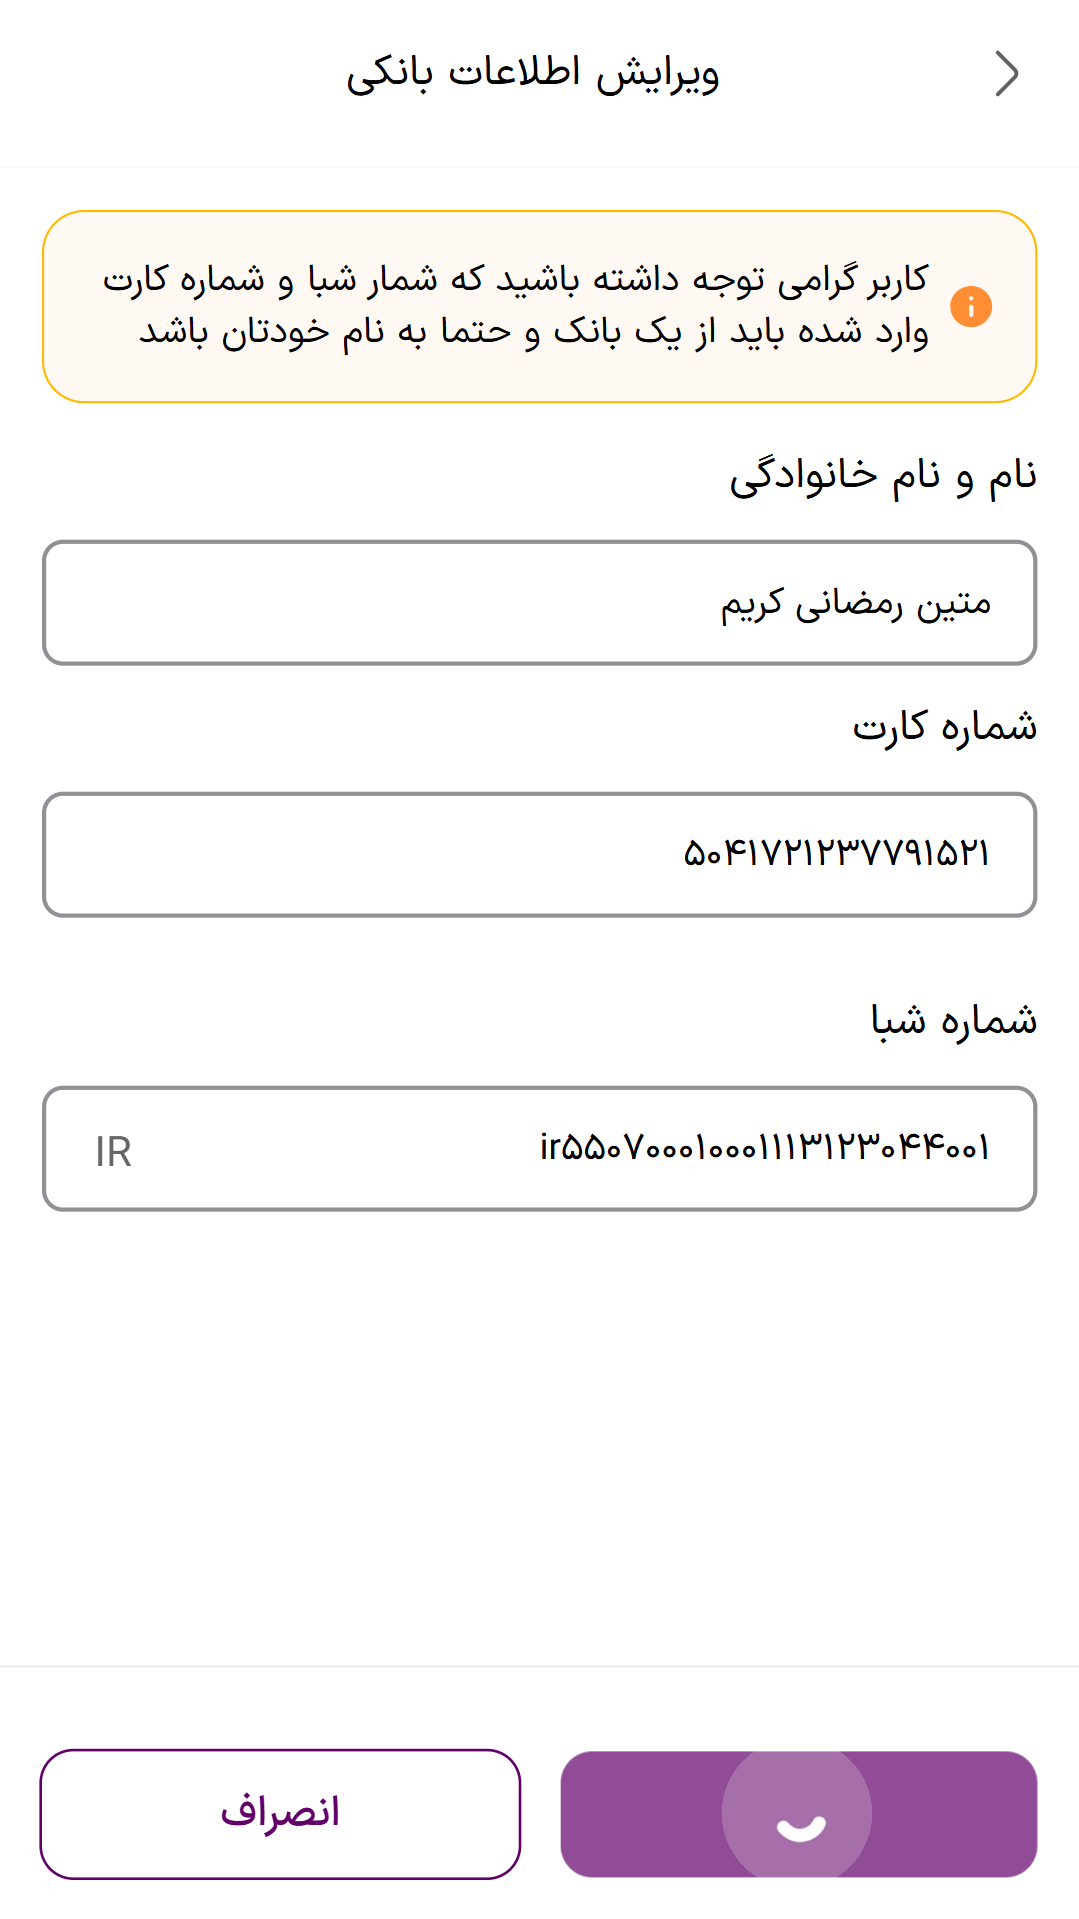 ویرایش اطلاعات بانکی
کاربر گرامی توجه داشته باشید که شمار شبا و شماره کارت
وارد شده باید از یک بانک و حتما به نام خودتان باشد
نام و نام خانوادگی
متین رمضانی کریم
شماره کارت
۵۰۴۱۷۲۱۲۳۷۷۹۱۵۲۱
شماره شبا
ir۵۵۰۷۰۰۰۱۰۰۰۱۱۱۳۱۲۳۰۴۴۰۰۱
IR
انصراف